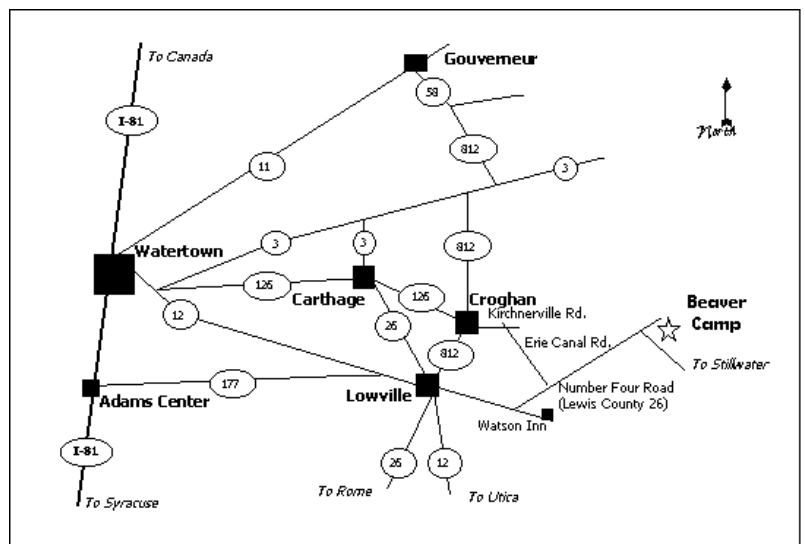 To Canada
Gouverneur
58
I-81
North
812
11
3
Watertown
3
3
812
126
Carthage
126
Croghan
Beaver
Camp
Kirchnerville Rd.
12
26
Erie Canal Rd.
812
To Stillwater
177
Number Four Road
(Lewis County 26)
Adams Center
Lowville
Watson Inn
I-81
26
12
To Rome
To Utica
To Syracuse